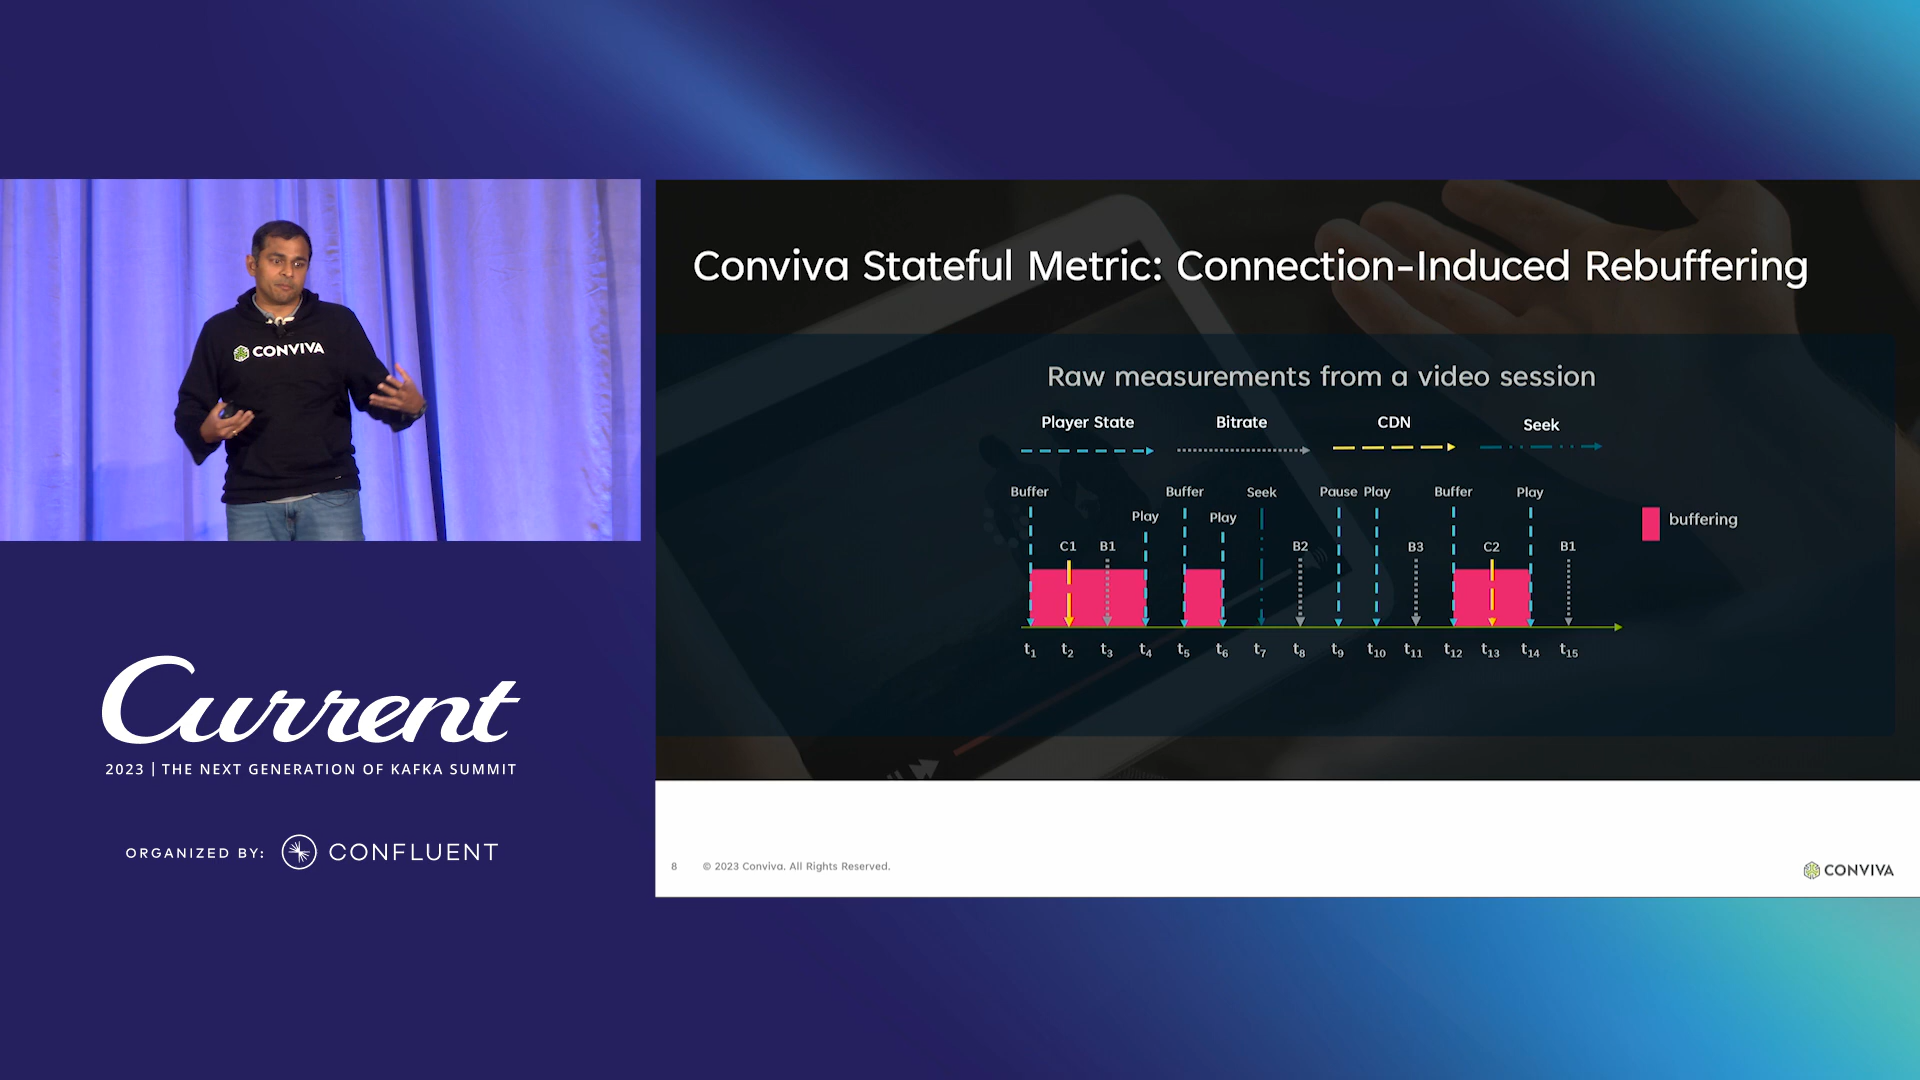 CONVIVA
Current
2023 | THE NEXT GENERATION OF KAFKA SUMMIT
ORGANIZED BY: CONFLUENT
Conviva Stateful Metric: Connection-Induced Rebuffering
Raw measurements from a video session
Player State Bitrate CDN Seek
Buffer Buffer Seek Pause Play Buffer Play
Play Play
C1 B1 B2 B3 C2 B1
buffering
t1 t2 t3 t4 t5 t6 t7 t8 t9 t10 t11 t12 t13 t14 t15
8 © 2023 Conviva. All Rights Reserved.
CONVIVA